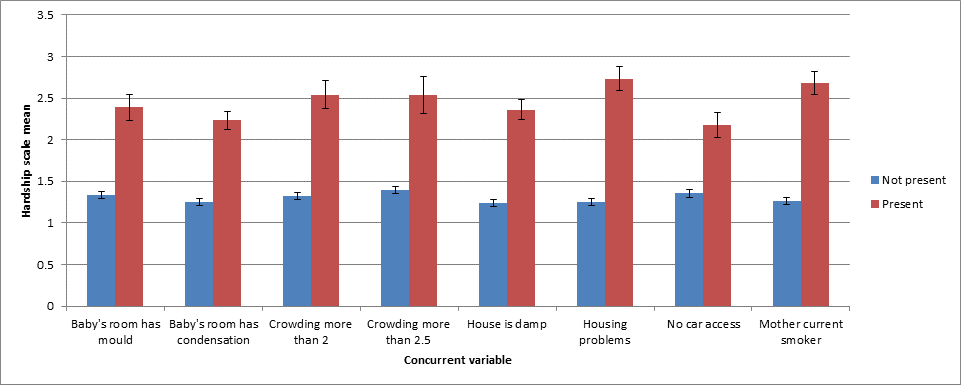 3.5
3
2.5
2
1.5
1
0.5
0
Hardship scale mean
Baby's room has
mould
Baby's room has
condensation
Crowding more
than 2
Crowding more
than 2.5
House is damp
Housing
problems
No car access
Mother current
smoker
Concurrent variable
Not present
Present